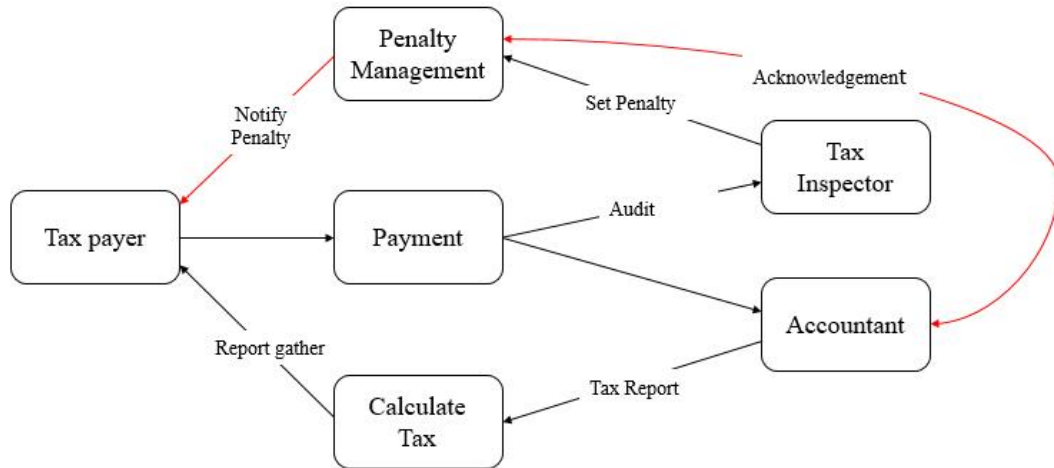 Penalty
Management
Acknowledgement
Notify
Penalty
Set Penalty
Tax
Inspector
Tax payer
Payment
Audit
Accountant
Report gather
Tax Report
Calculate
Tax